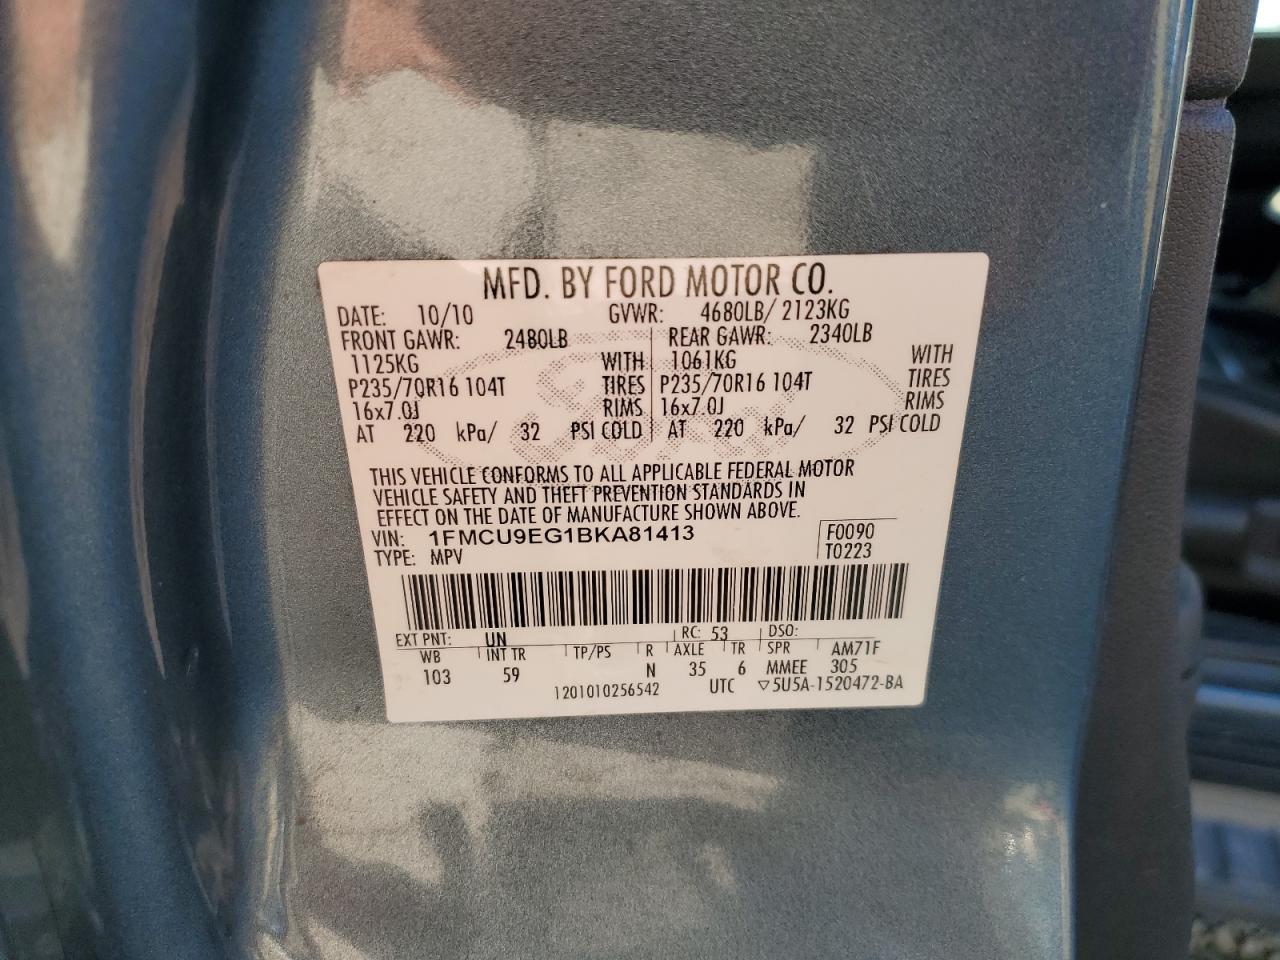 MFD. BY FORD MOTOR CO.
DATE: 10/10 GVWR: 4680LB/ 2123KG
FRONT GAWR: 2480LB REAR GAWR: 2340LB
1125KG WITH 1061KG WITH
P235/70R16 104T TIRES P235/70R16 104T TIRES
16x7.0J RIMS 16x7.0J RIMS
AT 220 kPa/ 32 PSI COLD AT 220 kPa/ 32 PSI COLD
THIS VEHICLE CONFORMS TO ALL APPLICABLE FEDERAL MOTOR
VEHICLE SAFETY AND THEFT PREVENTION STANDARDS IN
EFFECT ON THE DATE OF MANUFACTURE SHOWN ABOVE.
VIN: 1FMCU9EG1BKA81413 F0090
TYPE: MPV T0223
EXT PNT: UN RC: 53 DSO:
WB INT TR TP/PS R AXLE TR SPR AM71F
103 59 N 35 6 MMEE 305
1201010256542 UTC ▽5U5A-1520472-BA